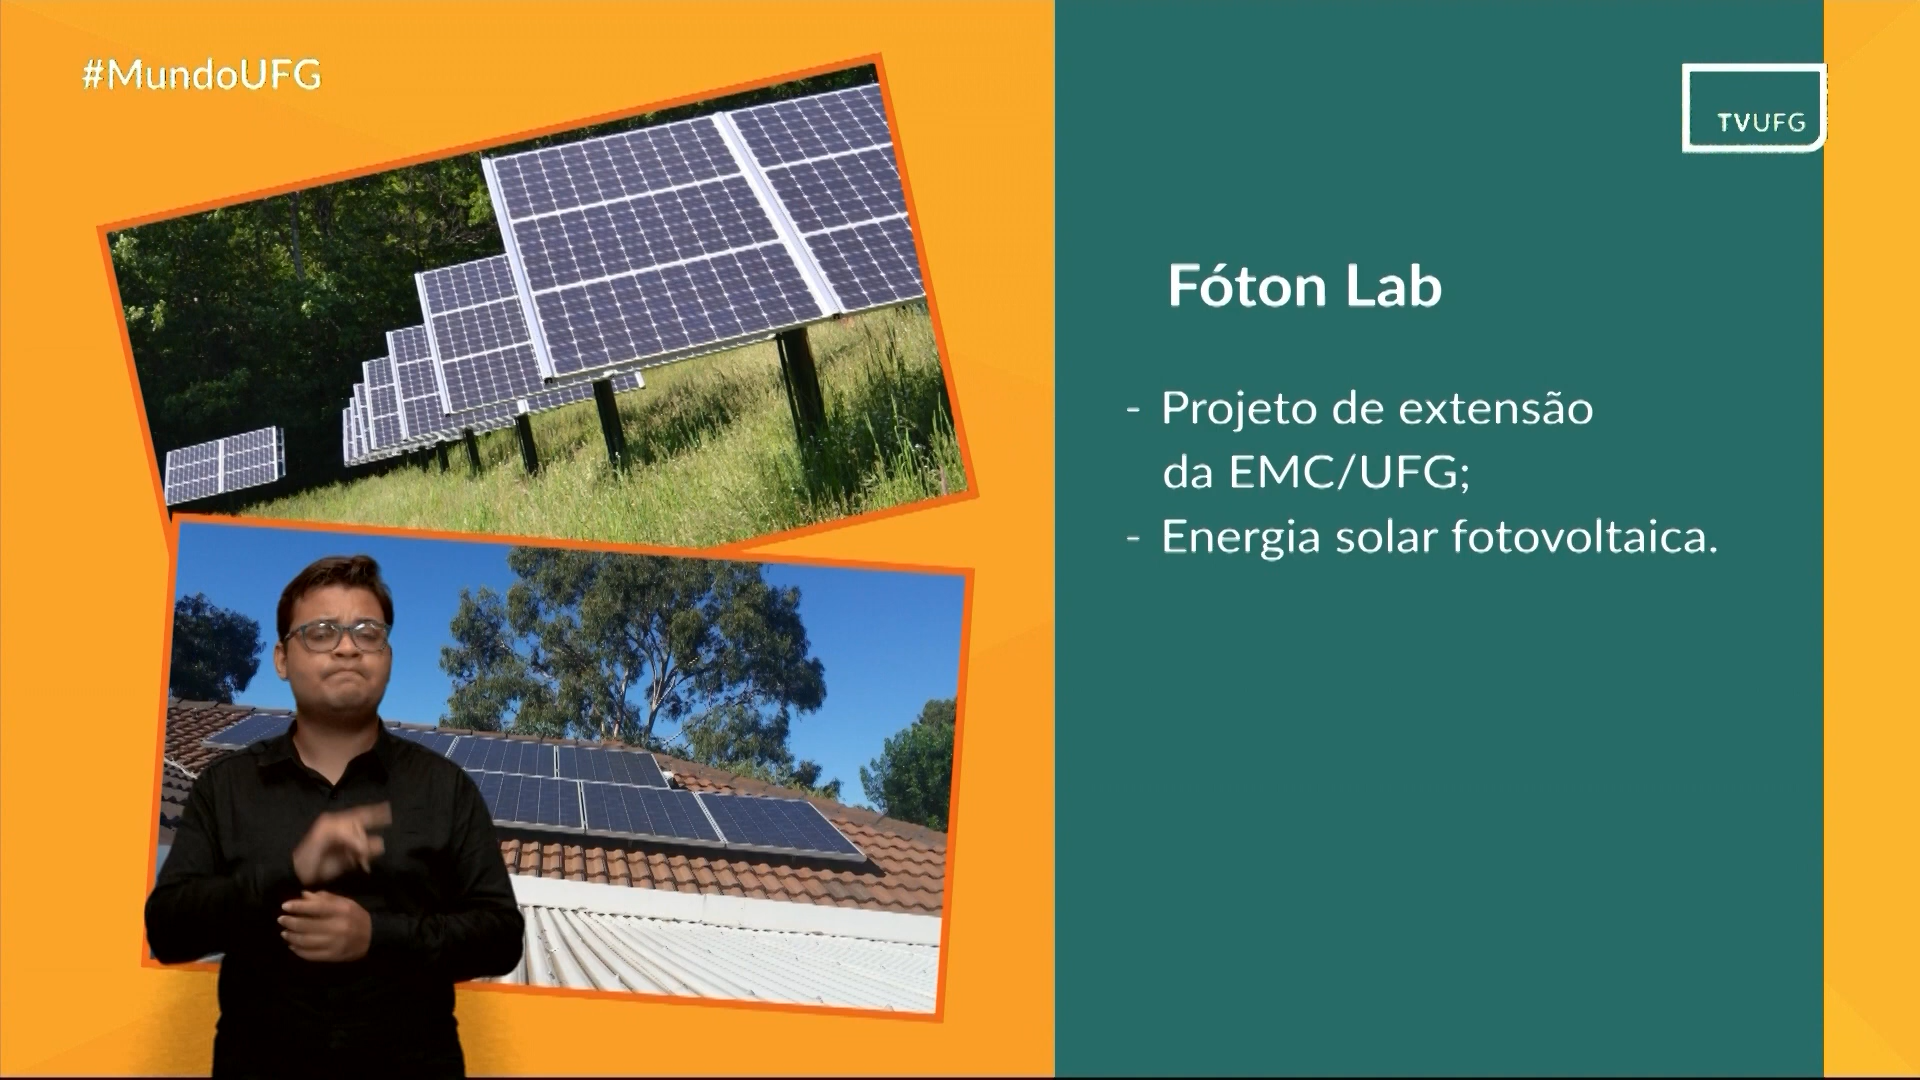 #MundoUFG
TVUFG
Fóton Lab
- Projeto de extensão
da EMC/UFG;
- Energia solar fotovoltaica.